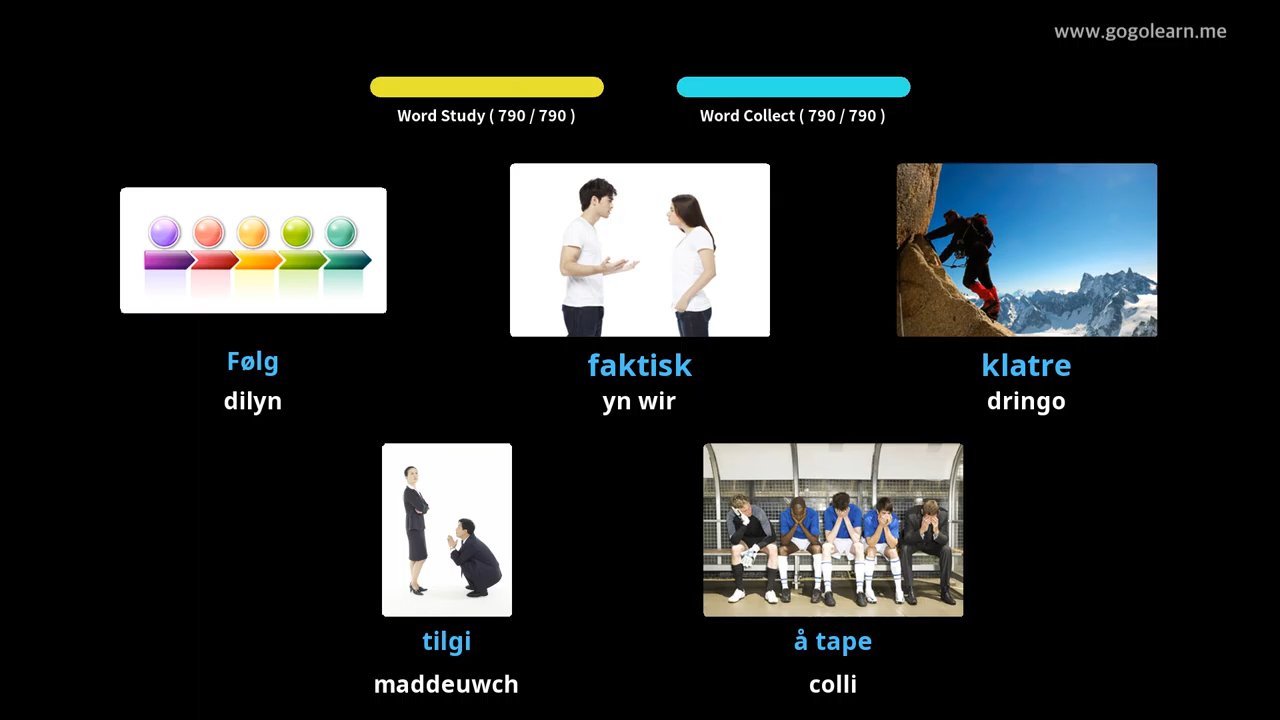 www.gogolearn.me
Word Study ( 790 / 790 )
Word Collect ( 790 / 790 )
Følg
dilyn
faktisk
yn wir
klatre
dringo
tilgi
maddeuwch
å tape
colli